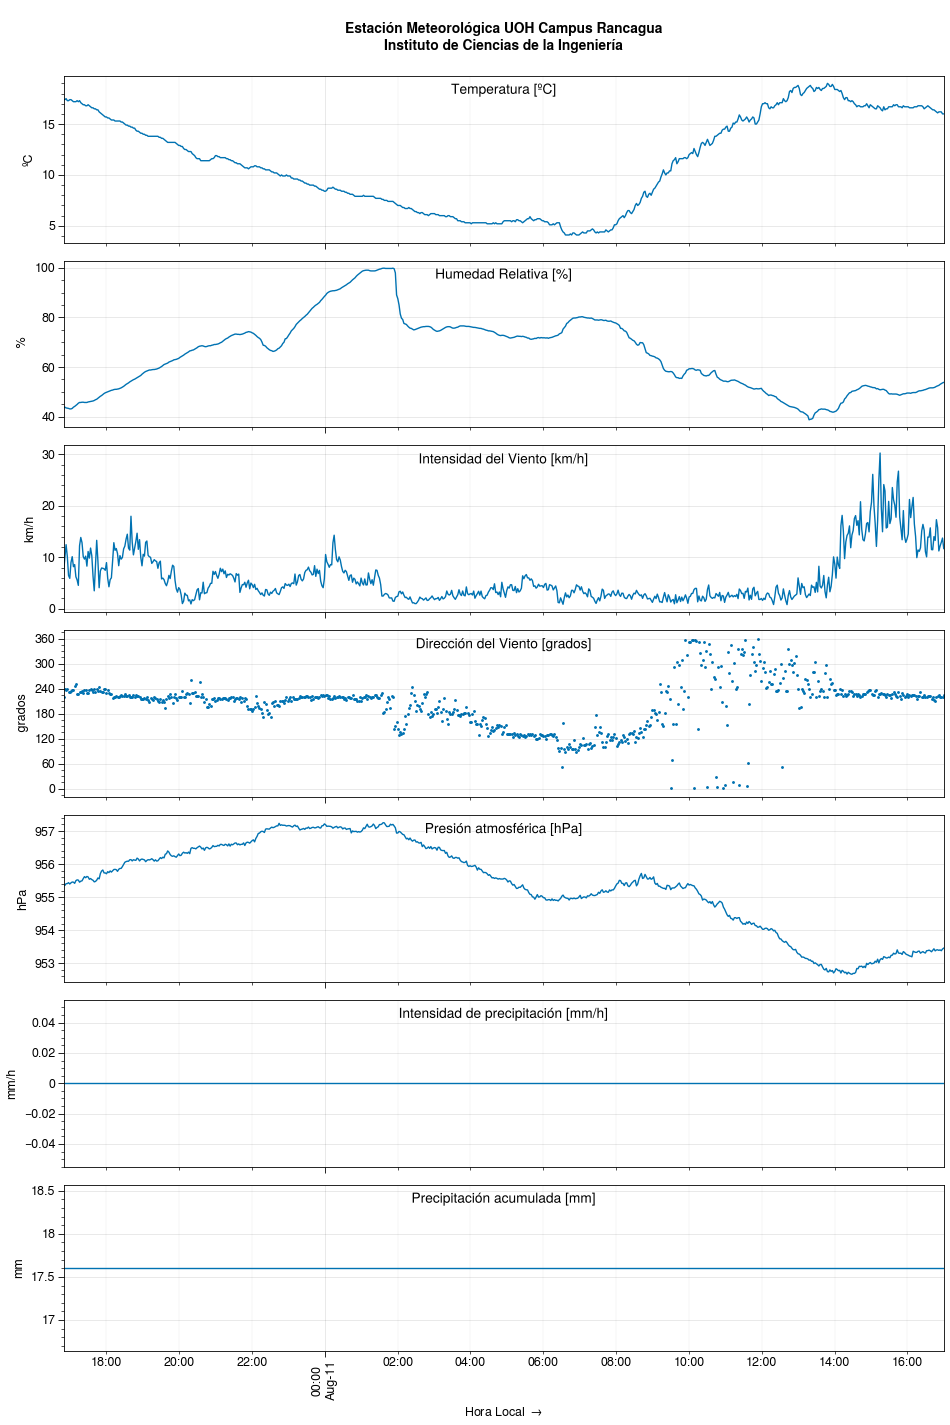 Estación Meteorológica UOH Campus Rancagua
Instituto de Ciencias de la Ingeniería
Temperatura [ºC]
15
10
5
ºC
Humedad Relativa [%]
100
80
60
40
%
Intensidad del Viento [km/h]
30
20
10
0
km/h
Dirección del Viento [grados]
360
300
240
180
120
60
0
grados
Presión atmosférica [hPa]
957
956
955
954
953
hPa
Intensidad de precipitación [mm/h]
0.04
0.02
0
−0.02
−0.04
mm/h
Precipitación acumulada [mm]
18.5
18
17.5
17
mm
18:00 20:00 22:00 00:00 02:00 04:00 06:00 08:00 10:00 12:00 14:00 16:00
Aug-11
Hora Local →